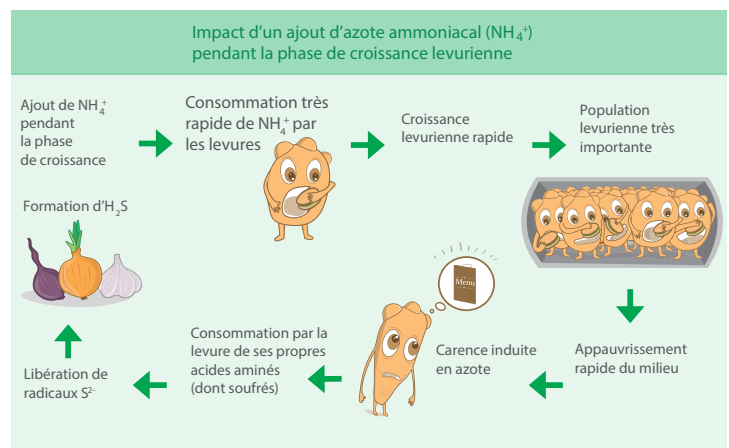 Impact d'un ajout d'azote ammoniacal (NH₄⁺)
pendant la phase de croissance levurienne
Ajout de NH₄⁺
pendant
la phase
de croissance
Consommation très
rapide de NH₄⁺ par
les levures
Croissance
levurienne rapide
Population
levurienne très
importante
Appauvrissement
rapide du milieu
Menu
Carence induite
en azote
Consommation par la
levure de ses propres
acides aminés
(dont soufrés)
Libération de
radicaux S²⁻
Formation d'H₂S